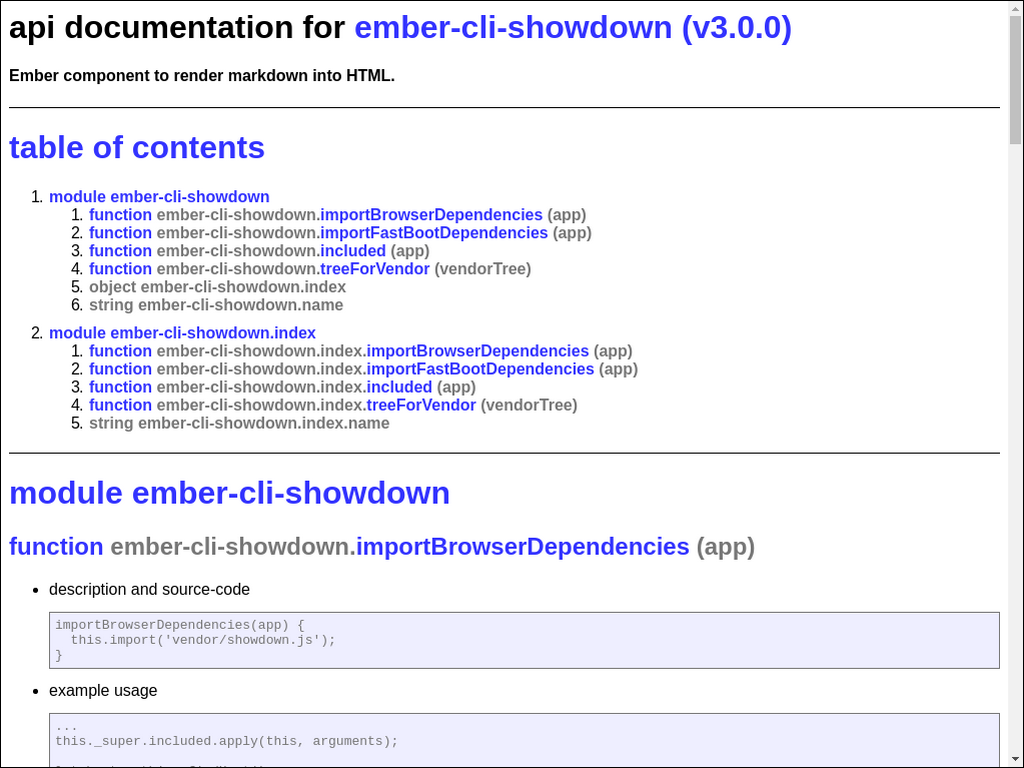 api documentation for ember-cli-showdown (v3.0.0)
Ember component to render markdown into HTML.
table of contents
1. module ember-cli-showdown
1. function ember-cli-showdown.importBrowserDependencies (app)
2. function ember-cli-showdown.importFastBootDependencies (app)
3. function ember-cli-showdown.included (app)
4. function ember-cli-showdown.treeForVendor (vendorTree)
5. object ember-cli-showdown.index
6. string ember-cli-showdown.name
2. module ember-cli-showdown.index
1. function ember-cli-showdown.index.importBrowserDependencies (app)
2. function ember-cli-showdown.index.importFastBootDependencies (app)
3. function ember-cli-showdown.index.included (app)
4. function ember-cli-showdown.index.treeForVendor (vendorTree)
5. string ember-cli-showdown.index.name
module ember-cli-showdown
function ember-cli-showdown.importBrowserDependencies (app)
• description and source-code
importBrowserDependencies(app) {
  this.import('vendor/showdown.js');
}
• example usage
...
this._super.included.apply(this, arguments);